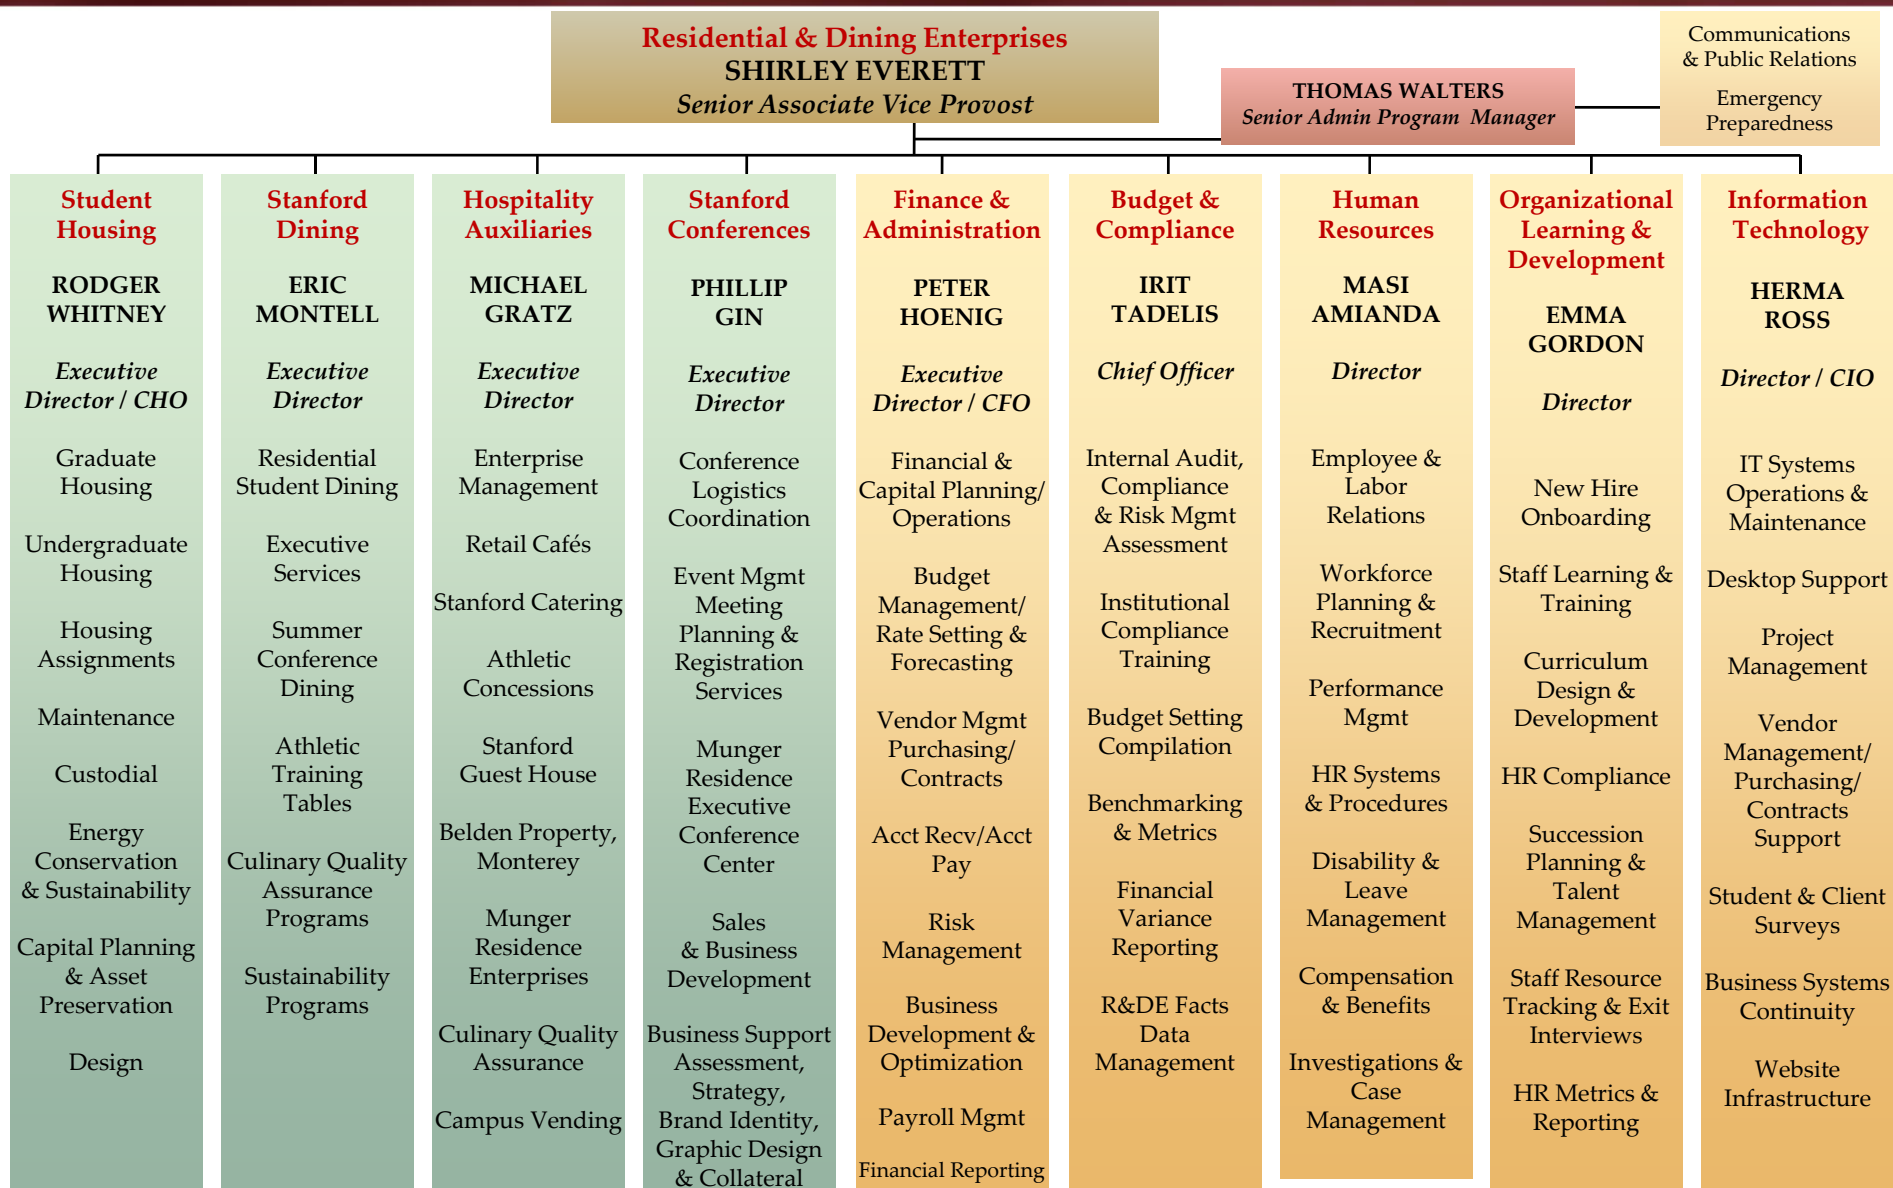 Residential & Dining Enterprises
SHIRLEY EVERETT
Senior Associate Vice Provost
THOMAS WALTERS
Senior Admin Program Manager
Communications
& Public Relations
Emergency
Preparedness
Student
Housing
RODGER
WHITNEY
Executive
Director / CHO
Graduate
Housing
Undergraduate
Housing
Housing
Assignments
Maintenance
Custodial
Energy
Conservation
& Sustainability
Capital Planning
& Asset
Preservation
Design
Stanford
Dining
ERIC
MONTELL
Executive
Director
Residential
Student Dining
Executive
Services
Summer
Conference
Dining
Athletic
Training
Tables
Culinary Quality
Assurance
Programs
Sustainability
Programs
Hospitality
Auxiliaries
MICHAEL
GRATZ
Executive
Director
Enterprise
Management
Retail Cafés
Stanford Catering
Athletic
Concessions
Stanford
Guest House
Belden Property,
Monterey
Munger
Residence
Enterprises
Culinary Quality
Assurance
Campus Vending
Stanford
Conferences
PHILLIP
GIN
Executive
Director
Conference
Logistics
Coordination
Event Mgmt
Meeting
Planning &
Registration
Services
Munger
Residence
Executive
Conference
Center
Sales
& Business
Development
Business Support
Assessment,
Strategy,
Brand Identity,
Graphic Design
& Collateral
Finance &
Administration
PETER
HOENIG
Executive
Director / CFO
Financial &
Capital Planning/
Operations
Budget
Management/
Rate Setting &
Forecasting
Vendor Mgmt
Purchasing/
Contracts
Acct Recv/Acct
Pay
Risk
Management
Business
Development &
Optimization
Payroll Mgmt
Financial Reporting
Budget &
Compliance
IRIT
TADELIS
Chief Officer
Internal Audit,
Compliance
& Risk Mgmt
Assessment
Institutional
Compliance
Training
Budget Setting
Compilation
Benchmarking
& Metrics
Financial
Variance
Reporting
R&DE Facts
Data
Management
Human
Resources
MASI
AMIANDA
Director
Employee &
Labor
Relations
Workforce
Planning &
Recruitment
Performance
Mgmt
HR Systems
& Procedures
Disability &
Leave
Management
Compensation
& Benefits
Investigations &
Case
Management
Organizational
Learning &
Development
EMMA
GORDON
Director
New Hire
Onboarding
Staff Learning &
Training
Curriculum
Design &
Development
HR Compliance
Succession
Planning &
Talent
Management
Staff Resource
Tracking & Exit
Interviews
HR Metrics &
Reporting
Information
Technology
HERMA
ROSS
Director / CIO
IT Systems
Operations &
Maintenance
Desktop Support
Project
Management
Vendor
Management/
Purchasing/
Contracts
Support
Student & Client
Surveys
Business Systems
Continuity
Website
Infrastructure